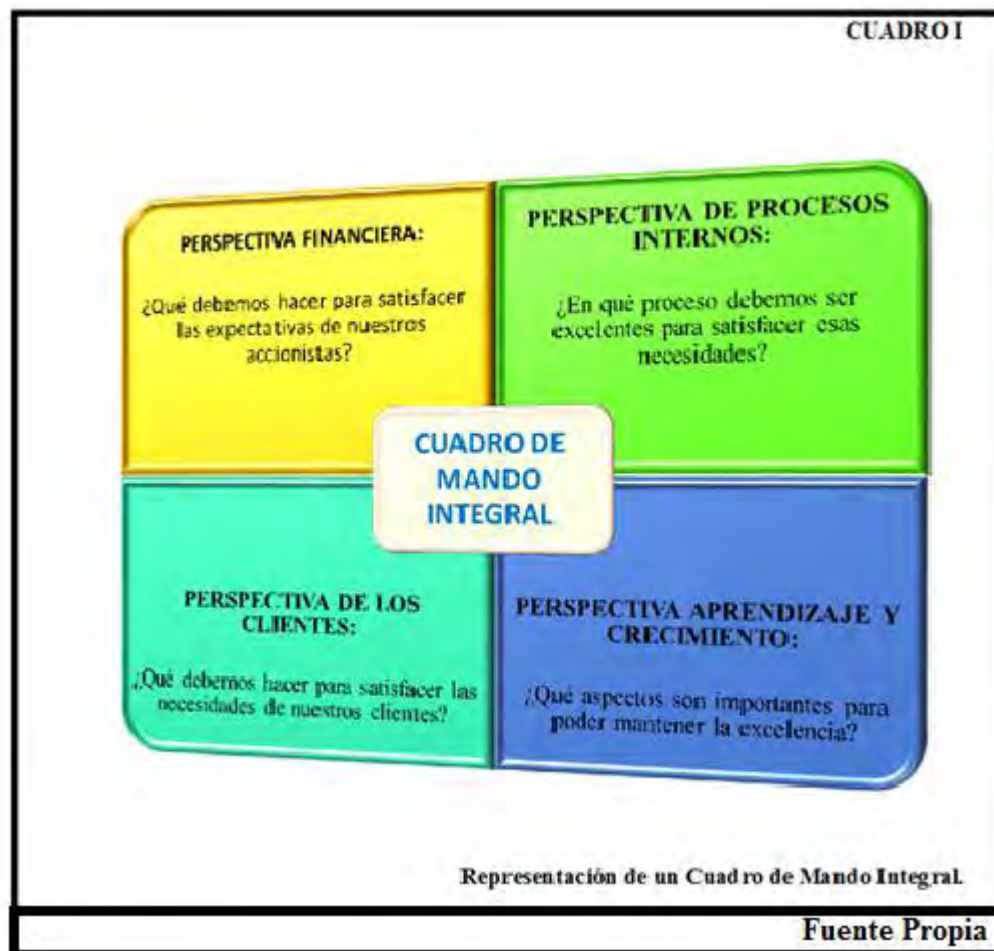 CUADRO I
PERSPECTIVA FINANCIERA:
¿Qué debemos hacer para satisfacer
las expectativas de nuestros
accionistas?
PERSPECTIVA DE PROCESOS
INTERNOS:
¿En qué proceso debemos ser
excelentes para satisfacer esas
necesidades?
CUADRO DE
MANDO
INTEGRAL
PERSPECTIVA DE LOS
CLIENTES:
¿Qué debemos hacer para satisfacer las
necesidades de nuestros clientes?
PERSPECTIVA APRENDIZAJE Y
CRECIMIENTO:
¿Qué aspectos son importantes para
poder mantener la excelencia?
Representación de un Cuadro de Mando Integral.
Fuente Propia